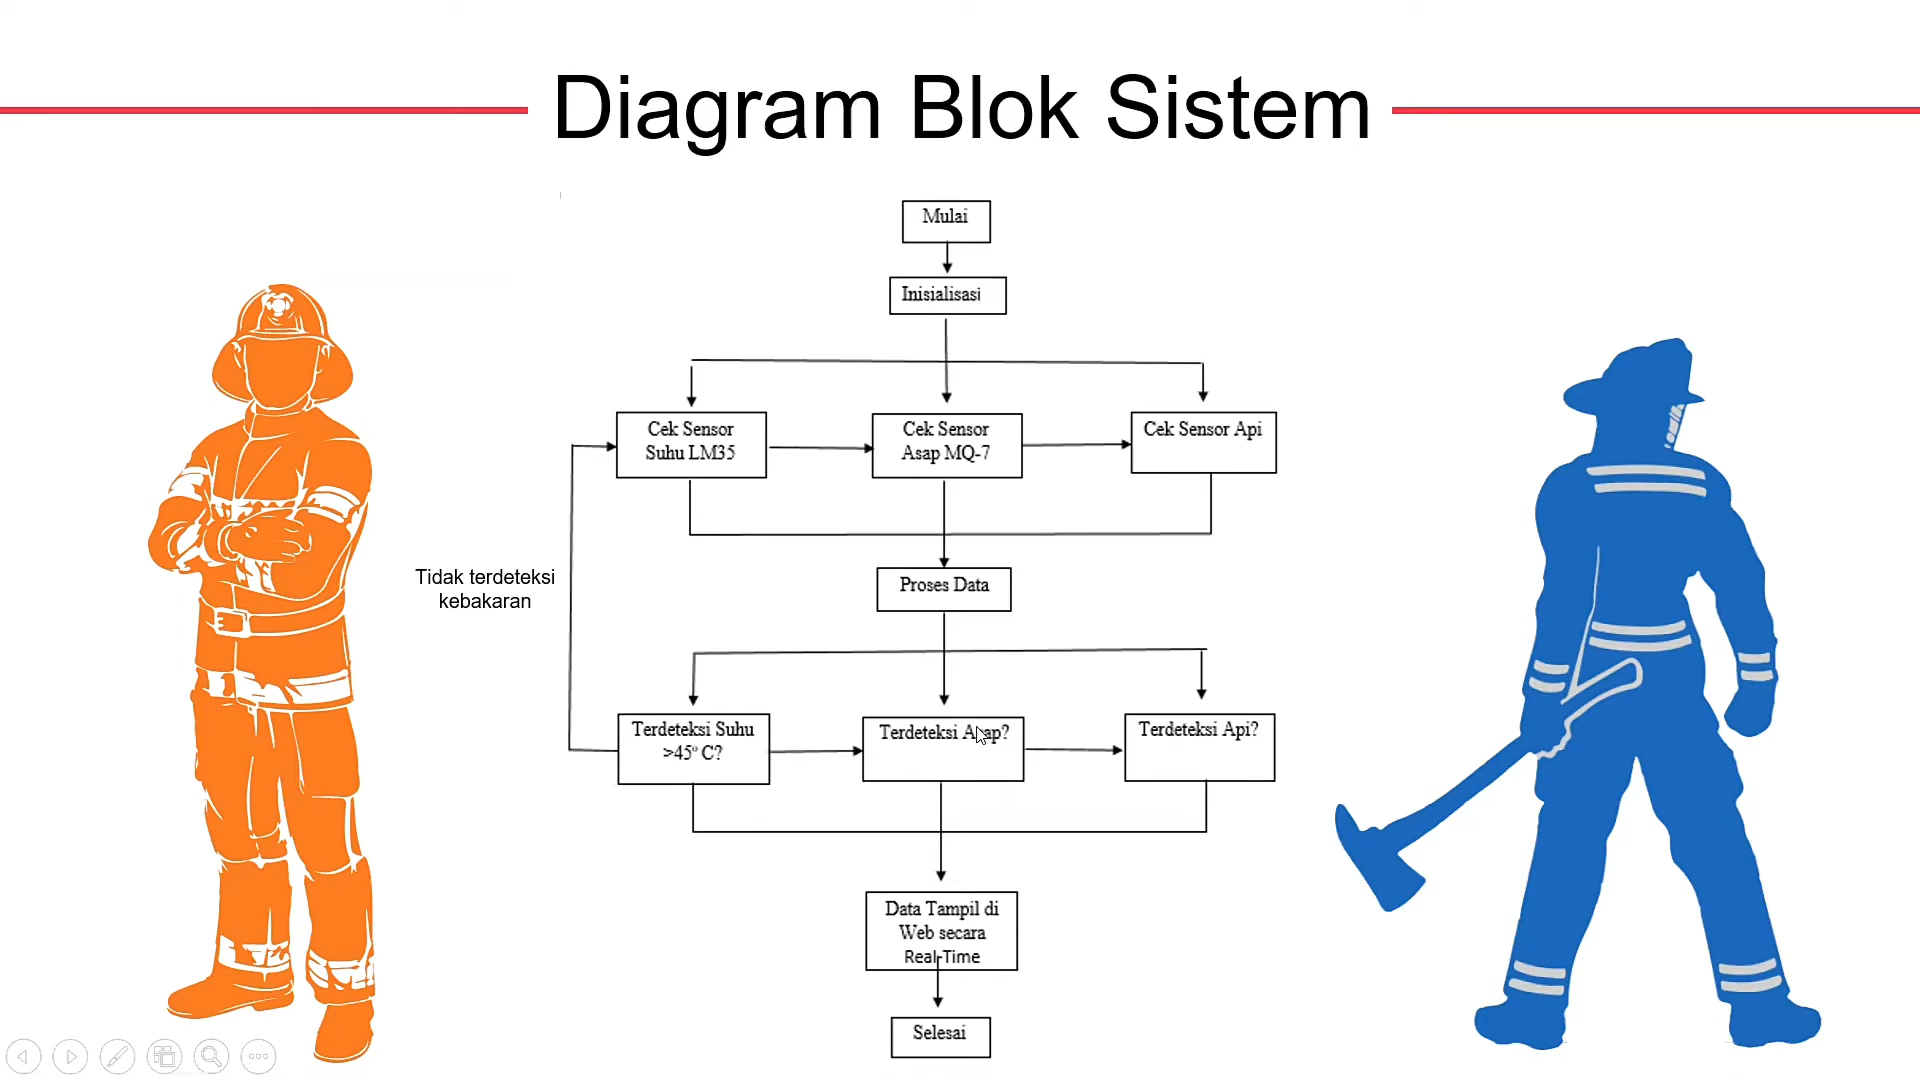 Diagram Blok Sistem
Mulai
Inisialisasi
Cek Sensor
Suhu LM35
Cek Sensor
Asap MQ-7
Cek Sensor Api
Tidak terdeteksi
kebakaran
Proses Data
Terdeteksi Suhu
>45° C?
Terdeteksi Asap?
Terdeteksi Api?
Data Tampil di
Web secara
Real-Time
Selesai